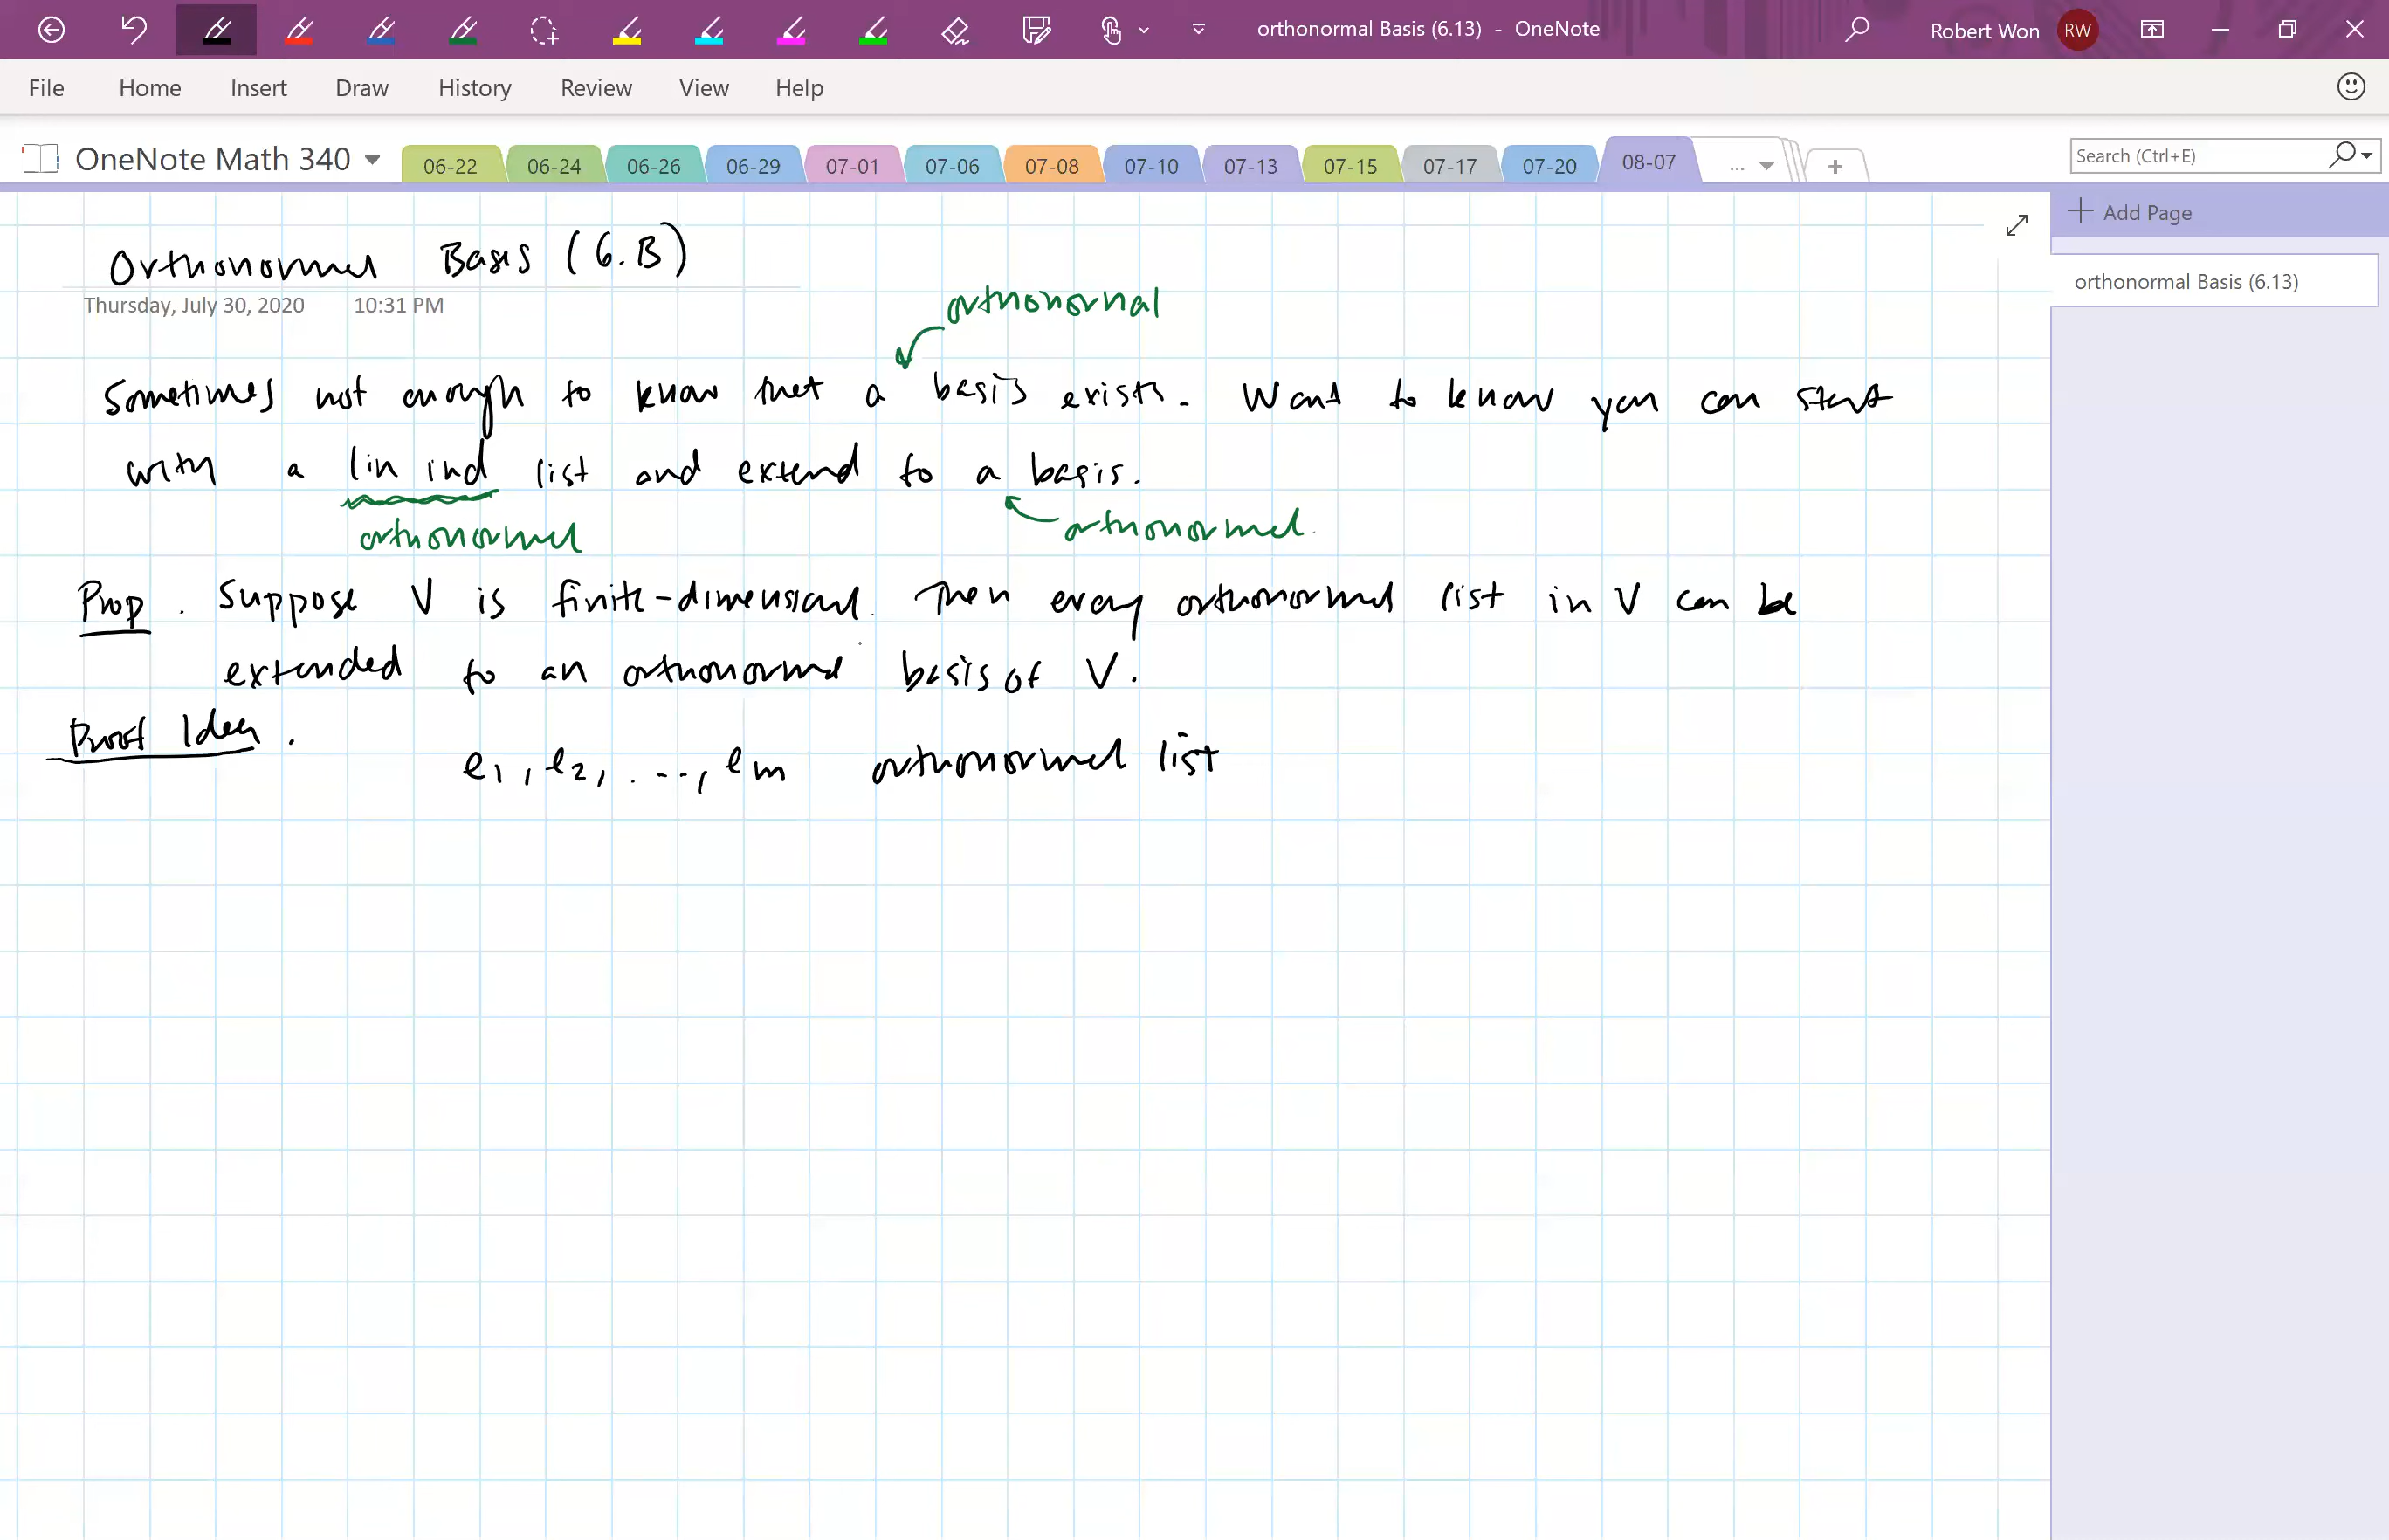 orthonormal Basis (6.13) - OneNote
Robert Won RW
File Home Insert Draw History Review View Help
OneNote Math 340
06-22 06-24 06-26 06-29 07-01 07-06 07-08 07-10 07-13 07-15 07-17 07-20 08-07 ... +
Search (Ctrl+E)
Add Page
orthonormal Basis (6.13)
Orthonormal Basis (6.B)
Thursday, July 30, 2020 10:31 PM
orthonormal
Sometimes not enough to know that a basis exists. Want to know you can start
with a lin ind list and extend to a basis.
orthonormal orthonormal.
Prop. Suppose V is finite-dimensional. Then every orthonormal list in V can be
extended to an orthonormal basis of V.
Proof Idea.
e1, e2, ..., em orthonormal list